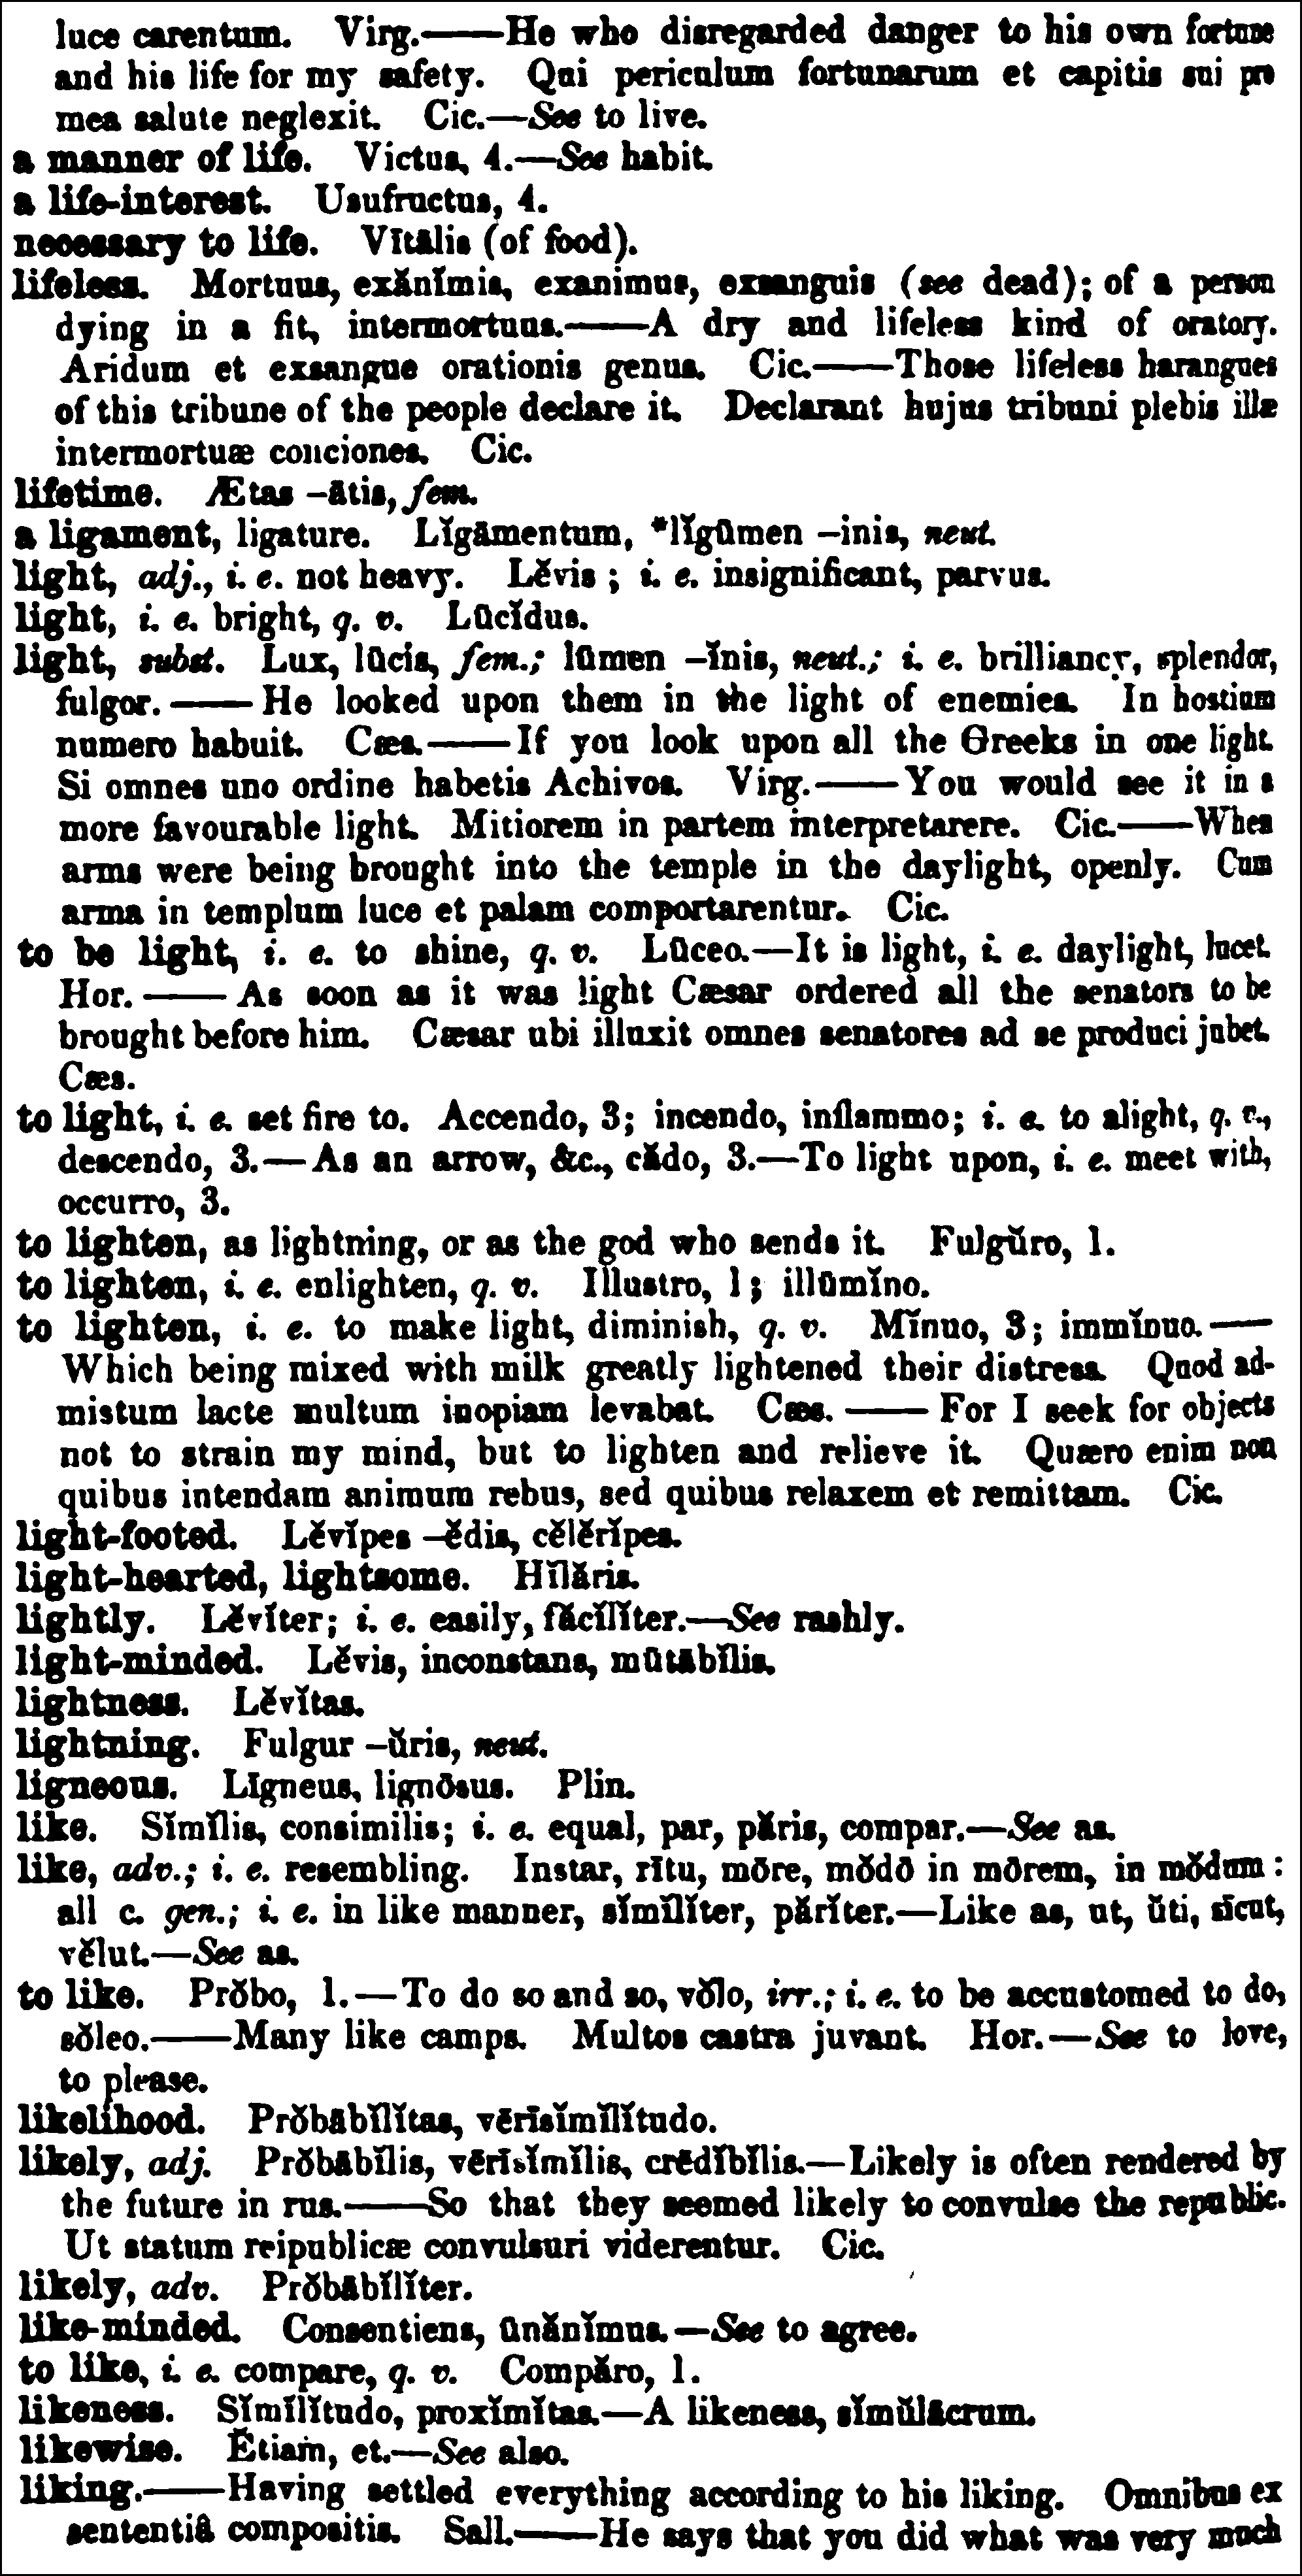 luce carentum. Virg.——He who disregarded danger to his own fortune
and his life for my safety. Qui periculum fortunarum et capitis sui pro
mea salute neglexit. Cic.—See to live.
a manner of life. Victus, 4.—See habit.
a life-interest. Usufructus, 4.
necessary to life. Vītālis (of food).
lifeless. Mortuus, exănĭmis, exanimus, exsanguis (see dead); of a person
dying in a fit, intermortuus.——A dry and lifeless kind of oratory.
Aridum et exsangue orationis genus. Cic.——Those lifeless harangues
of this tribune of the people declare it. Declarant hujus tribuni plebis illæ
intermortuæ conciones. Cic.
lifetime. Ætas –ātis, fem.
a ligament, ligature. Lĭgāmentum, *lĭgūmen –inis, neut.
light, adj., i. e. not heavy. Lĕvis ; i. e. insignificant, parvus.
light, i. e. bright, q. v. Lūcĭdus.
light, subst. Lux, lūcis, fem.; lūmen –ĭnis, neut.; i. e. brilliancy, splendor,
fulgor. —— He looked upon them in the light of enemies. In hostium
numero habuit. Cæs.——If you look upon all the Greeks in one light.
Si omnes uno ordine habetis Achivos. Virg.——You would see it in a
more favourable light. Mitiorem in partem interpretarere. Cic.——When
arms were being brought into the temple in the daylight, openly. Cum
arma in templum luce et palam comportarentur. Cic.
to be light, i. e. to shine, q. v. Lūceo.—It is light, i. e. daylight, lucet.
Hor. —— As soon as it was light Cæsar ordered all the senators to be
brought before him. Cæsar ubi illuxit omnes senatores ad se produci jubet.
Cæs.
to light, i. e. set fire to. Accendo, 3; incendo, inflammo; i. e. to alight, q. v.,
descendo, 3.—As an arrow, &c., cădo, 3.—To light upon, i. e. meet with,
occurro, 3.
to lighten, as lightning, or as the god who sends it. Fulgŭro, 1.
to lighten, i. e. enlighten, q. v. Illustro, 1; illūmĭno.
to lighten, i. e. to make light, diminish, q. v. Mĭnuo, 3; immĭnuo.——
Which being mixed with milk greatly lightened their distress. Quod ad-
mistum lacte multum inopiam levabat. Cæs. —— For I seek for objects
not to strain my mind, but to lighten and relieve it. Quæro enim non
quibus intendam animum rebus, sed quibus relaxem et remittam. Cic.
light-footed. Lĕvĭpes –ĕdis, cĕlĕrĭpes.
light-hearted, lightsome. Hĭlăris.
lightly. Lĕvĭter; i. e. easily, făcĭlĭter.—See rashly.
light-minded. Lĕvis, inconstans, mūtābĭlis.
lightness. Lĕvĭtas.
lightning. Fulgur –ŭris, neut.
ligneous. Līgneus, lignōsus. Plin.
like. Sĭmĭlis, consimilis; i. e. equal, par, păris, compar.—See as.
like, adv.; i. e. resembling. Instar, rītu, mōre, mŏdō in mōrem, in mŏdum :
all c. gen.; i. e. in like manner, sĭmĭlĭter, părĭter.—Like as, ut, ŭti, sīcut,
vĕlut.—See as.
to like. Prŏbo, 1.—To do so and so, vŏlo, irr.; i. e. to be accustomed to do,
sŏleo.——Many like camps. Multos castra juvant. Hor.—See to love,
to please.
likelihood. Prŏbābĭlĭtas, vērīsĭmĭlĭtudo.
likely, adj. Prŏbābĭlis, vērīsĭmĭlis, crēdĭbĭlis.—Likely is often rendered by
the future in rus.——So that they seemed likely to convulse the republic.
Ut statum reipublicæ convulsuri viderentur. Cic.
likely, adv. Prŏbābĭlĭter.
like-minded. Consentiens, ūnănĭmus.—See to agree.
to like, i. e. compare, q. v. Compăro, 1.
likeness. Sĭmĭlĭtudo, proxĭmĭtas.—A likeness, sĭmŭlācrum.
likewise. Ĕtiam, et.—See also.
liking.——Having settled everything according to his liking. Omnibus ex
sententiâ compositis. Sall.——He says that you did what was very much